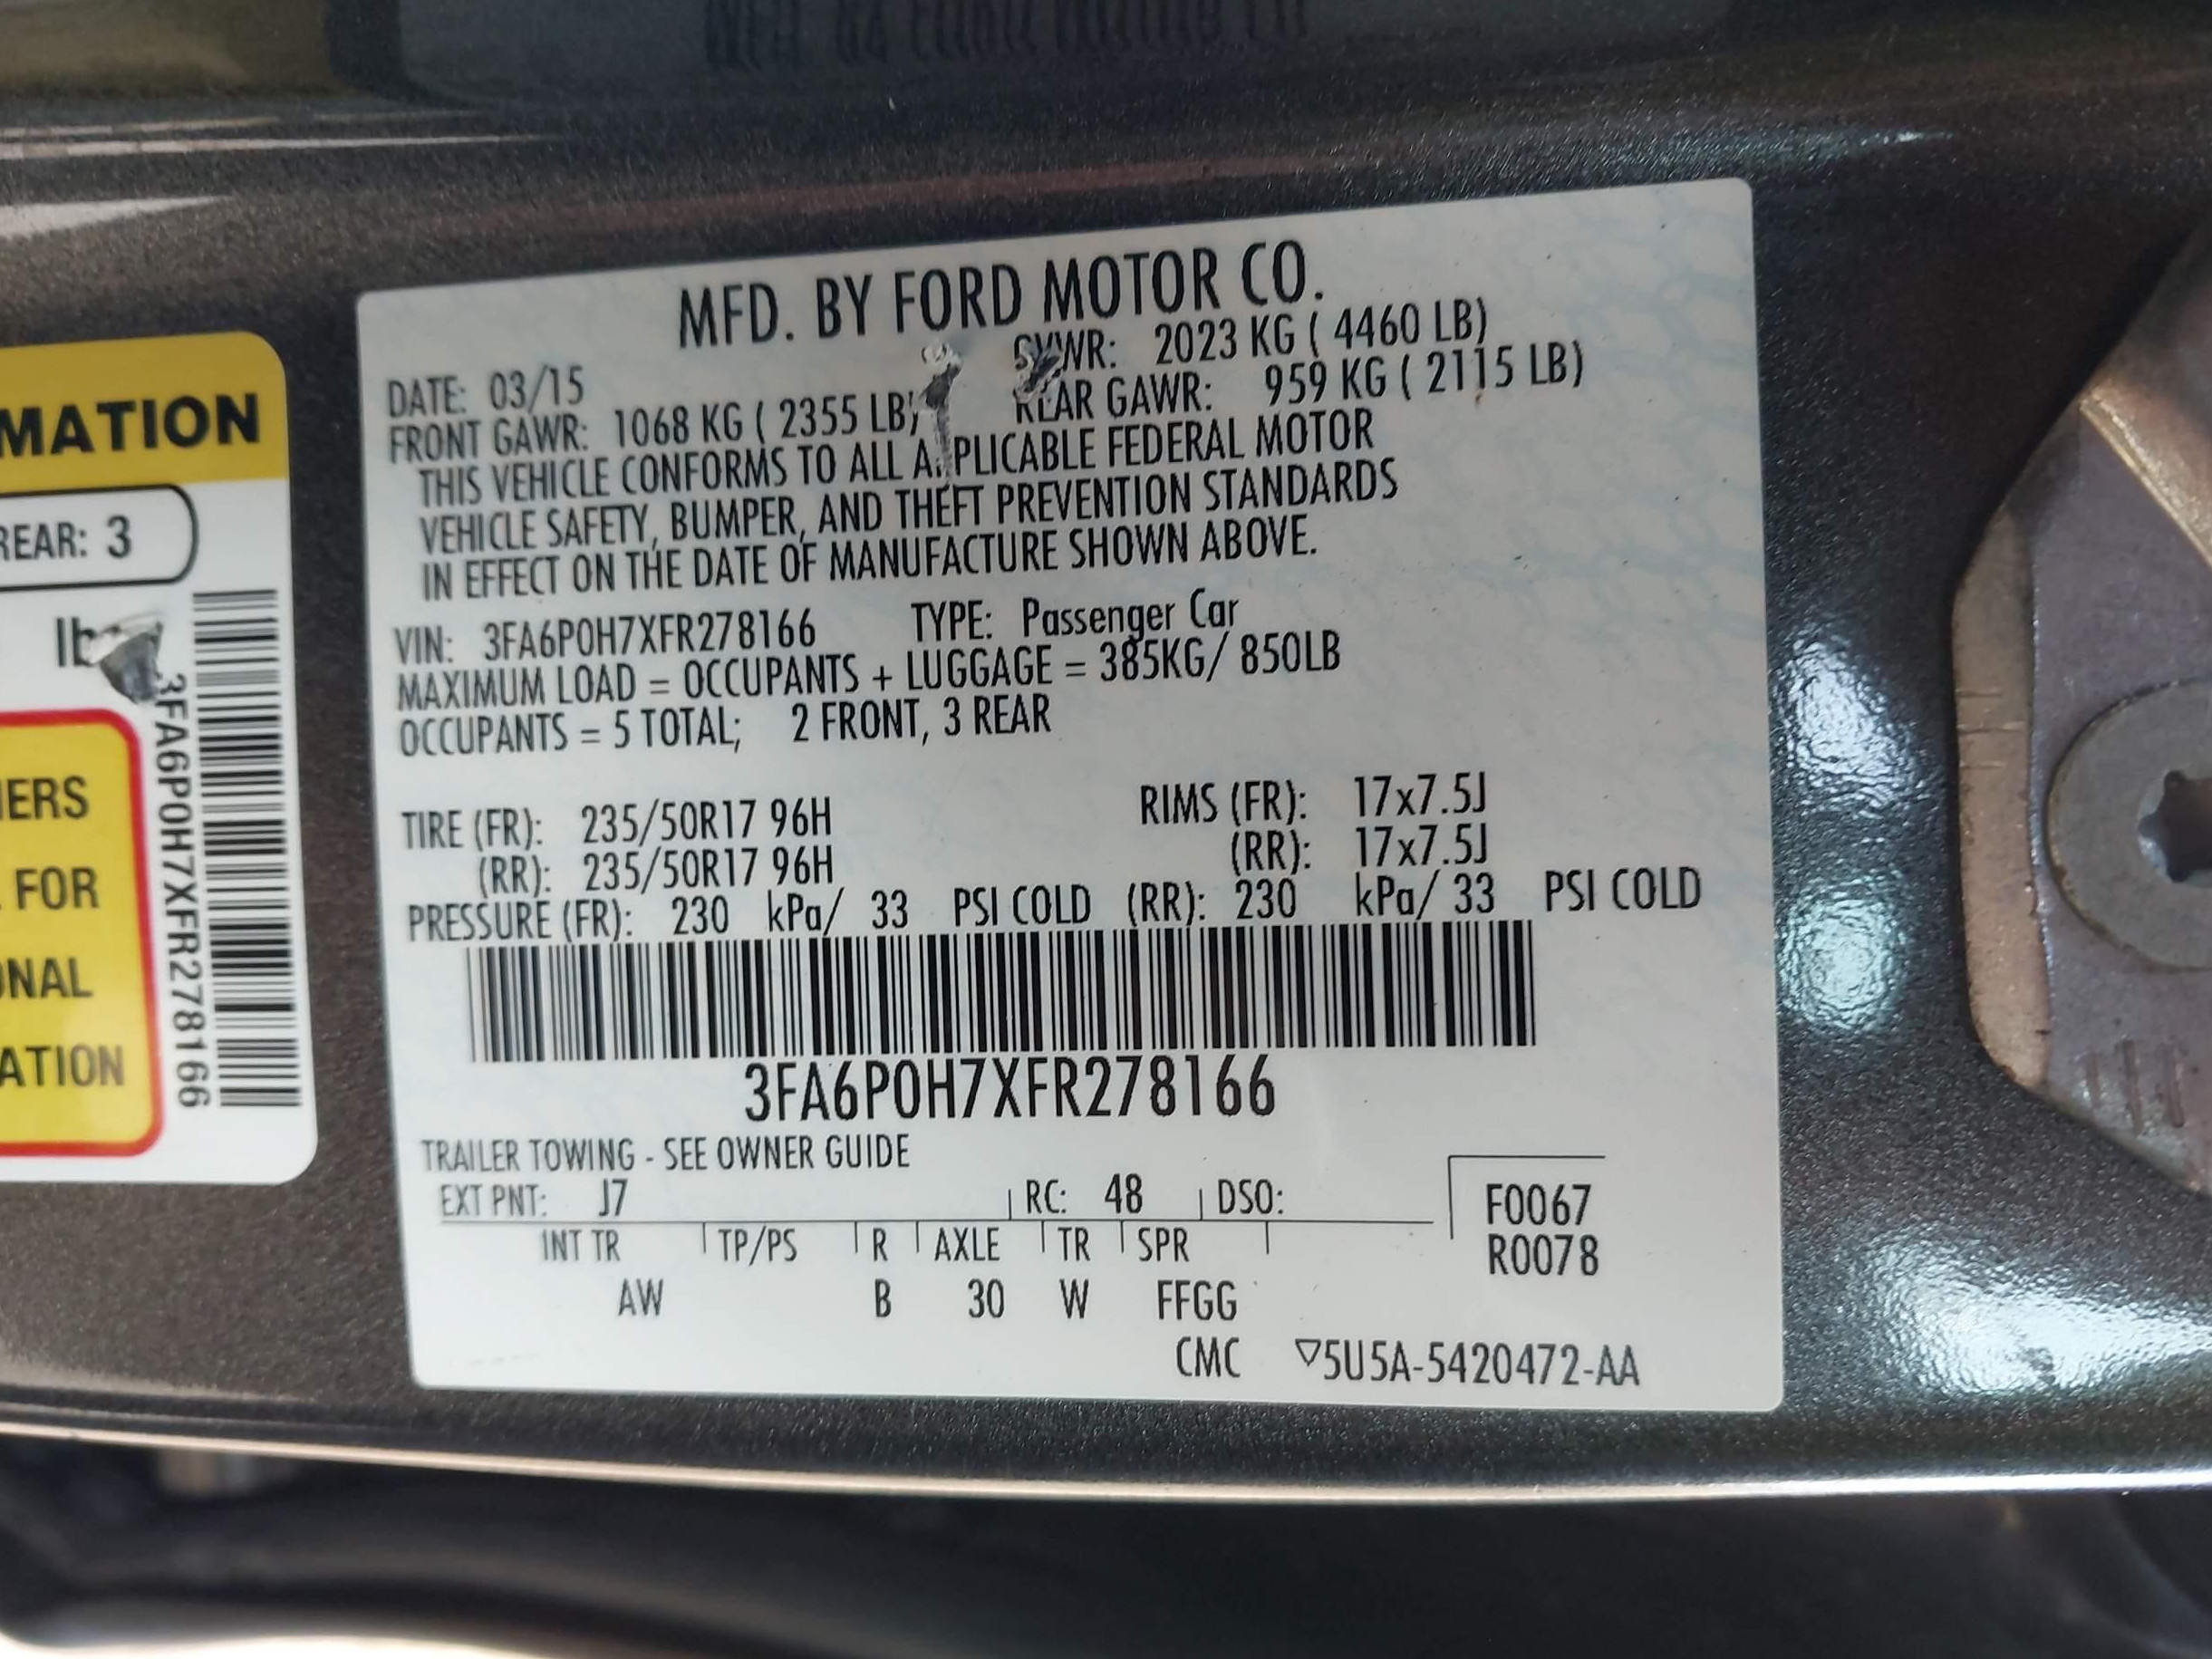 MFD. BY FORD MOTOR CO.
DATE: 03/15 GVWR: 2023 KG ( 4460 LB)
FRONT GAWR: 1068 KG ( 2355 LB) REAR GAWR: 959 KG ( 2115 LB)
THIS VEHICLE CONFORMS TO ALL APPLICABLE FEDERAL MOTOR
VEHICLE SAFETY, BUMPER, AND THEFT PREVENTION STANDARDS
IN EFFECT ON THE DATE OF MANUFACTURE SHOWN ABOVE.
VIN: 3FA6P0H7XFR278166 TYPE: Passenger Car
MAXIMUM LOAD = OCCUPANTS + LUGGAGE = 385KG/ 850LB
OCCUPANTS = 5 TOTAL; 2 FRONT, 3 REAR
TIRE (FR): 235/50R17 96H RIMS (FR): 17x7.5J
(RR): 235/50R17 96H (RR): 17x7.5J
PRESSURE (FR): 230 kPa/ 33 PSI COLD (RR): 230 kPa/ 33 PSI COLD
3FA6P0H7XFR278166
TRAILER TOWING - SEE OWNER GUIDE
EXT PNT: J7 RC: 48 DSO: F0067
INT TR TP/PS R AXLE TR SPR R0078
AW B 30 W FFGG
CMC ▽5U5A-5420472-AA
MATION
REAR: 3
lb
3FA6P0H7XFR278166
IERS
FOR
ONAL
ATION